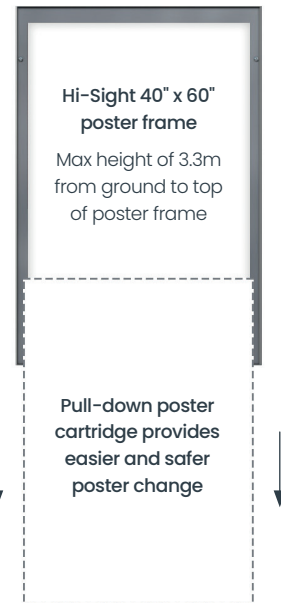 Hi-Sight 40" x 60"
poster frame
Max height of 3.3m
from ground to top
of poster frame
Pull-down poster
cartridge provides
easier and safer
poster change